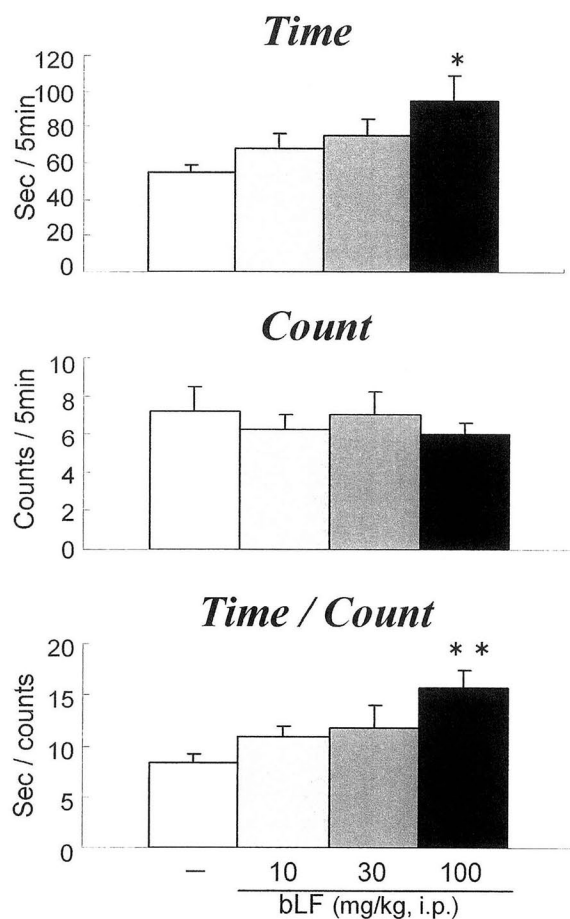 Time
*
Sec / 5min
120
100
80
60
40
20
0
Count
Counts / 5min
10
8
6
4
2
0
Time / Count
**
Sec / counts
20
15
10
5
0
— 10 30 100
bLF (mg/kg, i.p.)